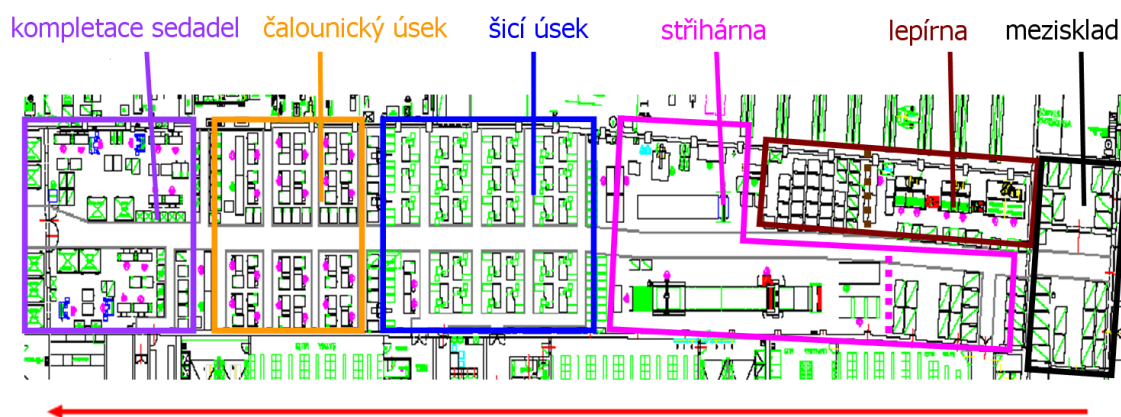 kompletace sedadel
čalounický úsek
šicí úsek
střihárna
lepírna
mezisklad